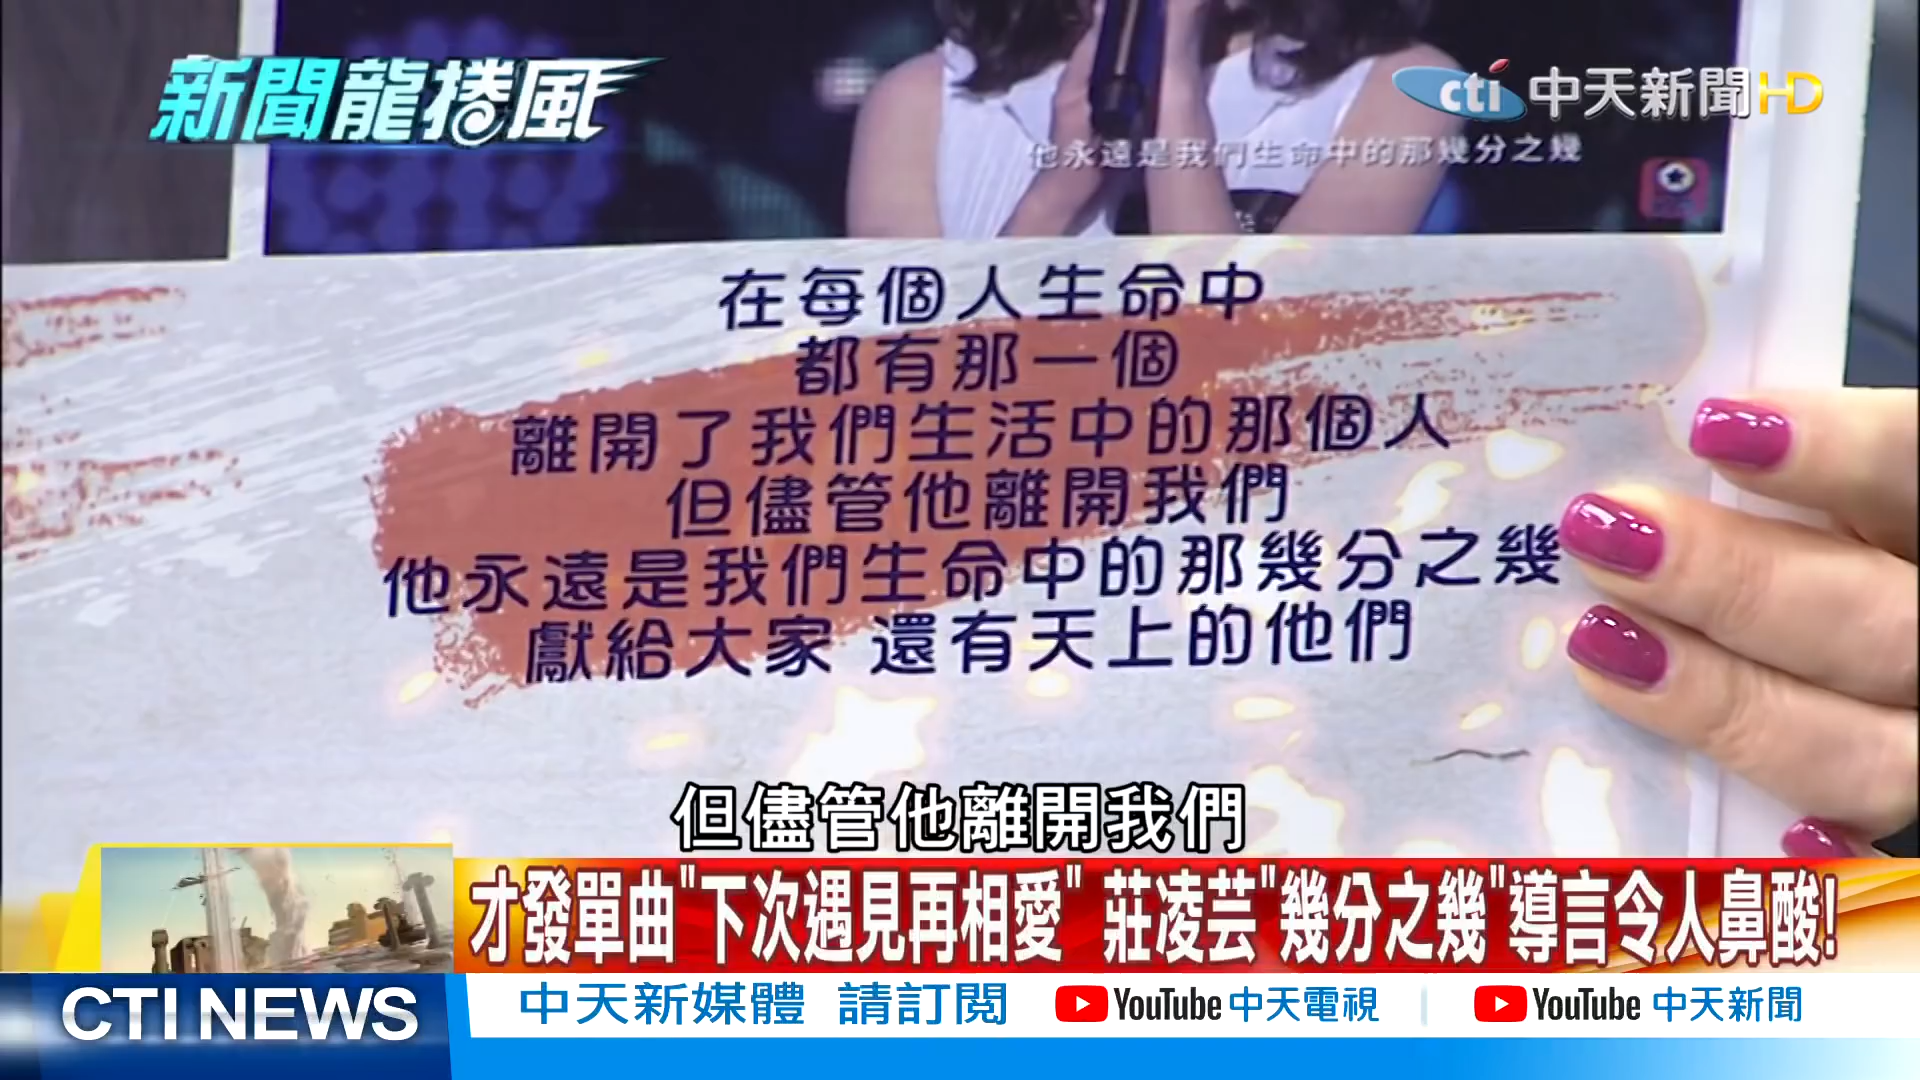 新聞龍捲風
cti 中天新聞HD
他永遠是我們生命中的那幾分之幾
在每個人生命中
都有那一個
離開了我們生活中的那個人
但儘管他離開我們
他永遠是我們生命中的那幾分之幾
獻給大家 還有天上的他們
但儘管他離開我們
才發單曲"下次遇見再相愛" 莊凌芸"幾分之幾"導言令人鼻酸!
CTI NEWS 中天新媒體 請訂閱 YouTube 中天電視 | YouTube 中天新聞